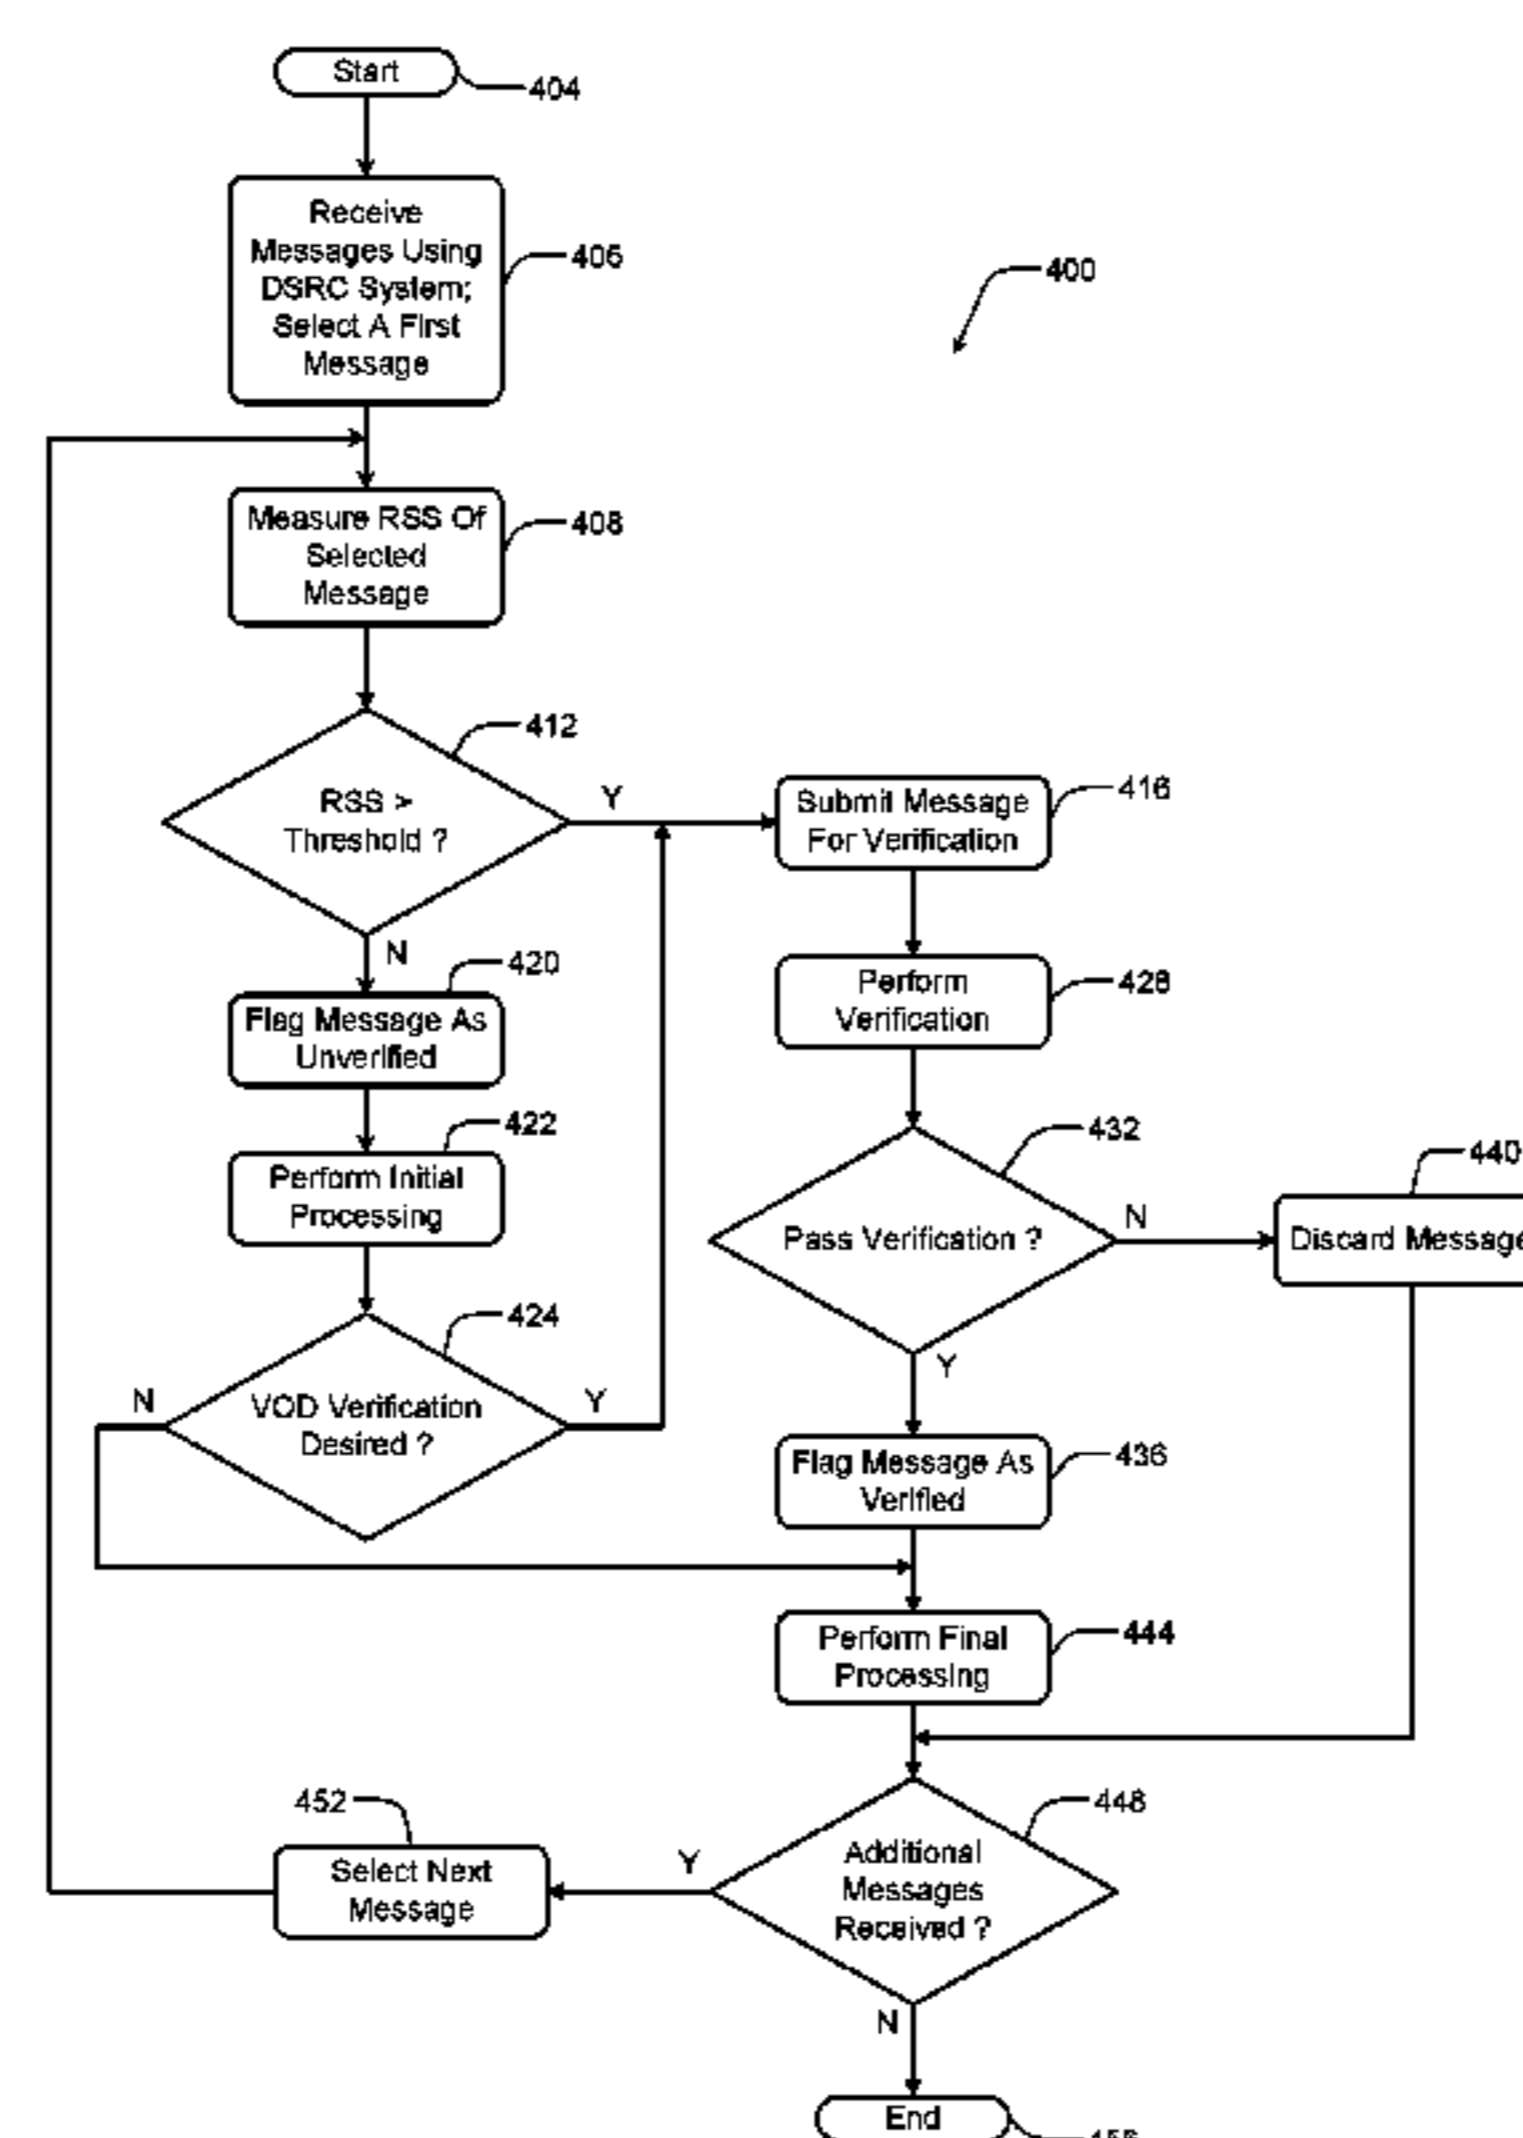 Start
404
Receive
Messages Using
DSRC System;
Select A First
Message
406
400
Measure RSS Of
Selected
Message
408
412
RSS >
Threshold ?
Y
N
Submit Message
For Verification
416
420
Flag Message As
Unverified
Perform
Verification
428
422
Perform Initial
Processing
432
Pass Verification ?
N
Y
440
Discard Message
424
VOD Verification
Desired ?
N
Y
Flag Message As
Verified
436
Perform Final
Processing
444
452
Select Next
Message
Y
448
Additional
Messages
Received ?
N
End